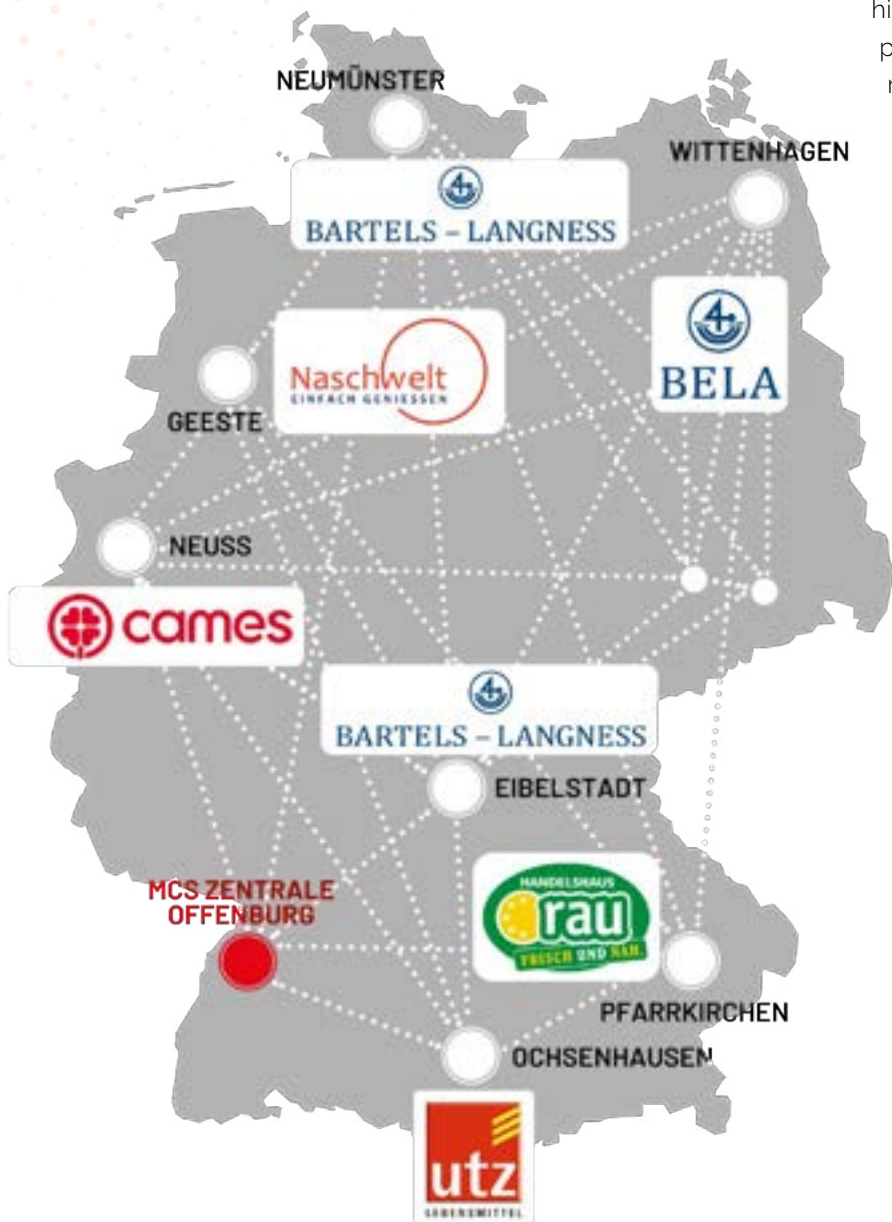 NEUMÜNSTER
WITTENHAGEN
BARTELS – LANGNESS
Naschwelt
EINFACH GENIESSEN
BELA
GEESTE
NEUSS
cames
BARTELS – LANGNESS
EIBELSTADT
MCS ZENTRALE
OFFENBURG
HANDELSHAUS
rau
FRISCH UND NAH.
PFARRKIRCHEN
OCHSENHAUSEN
utz
LEBENSMITTEL